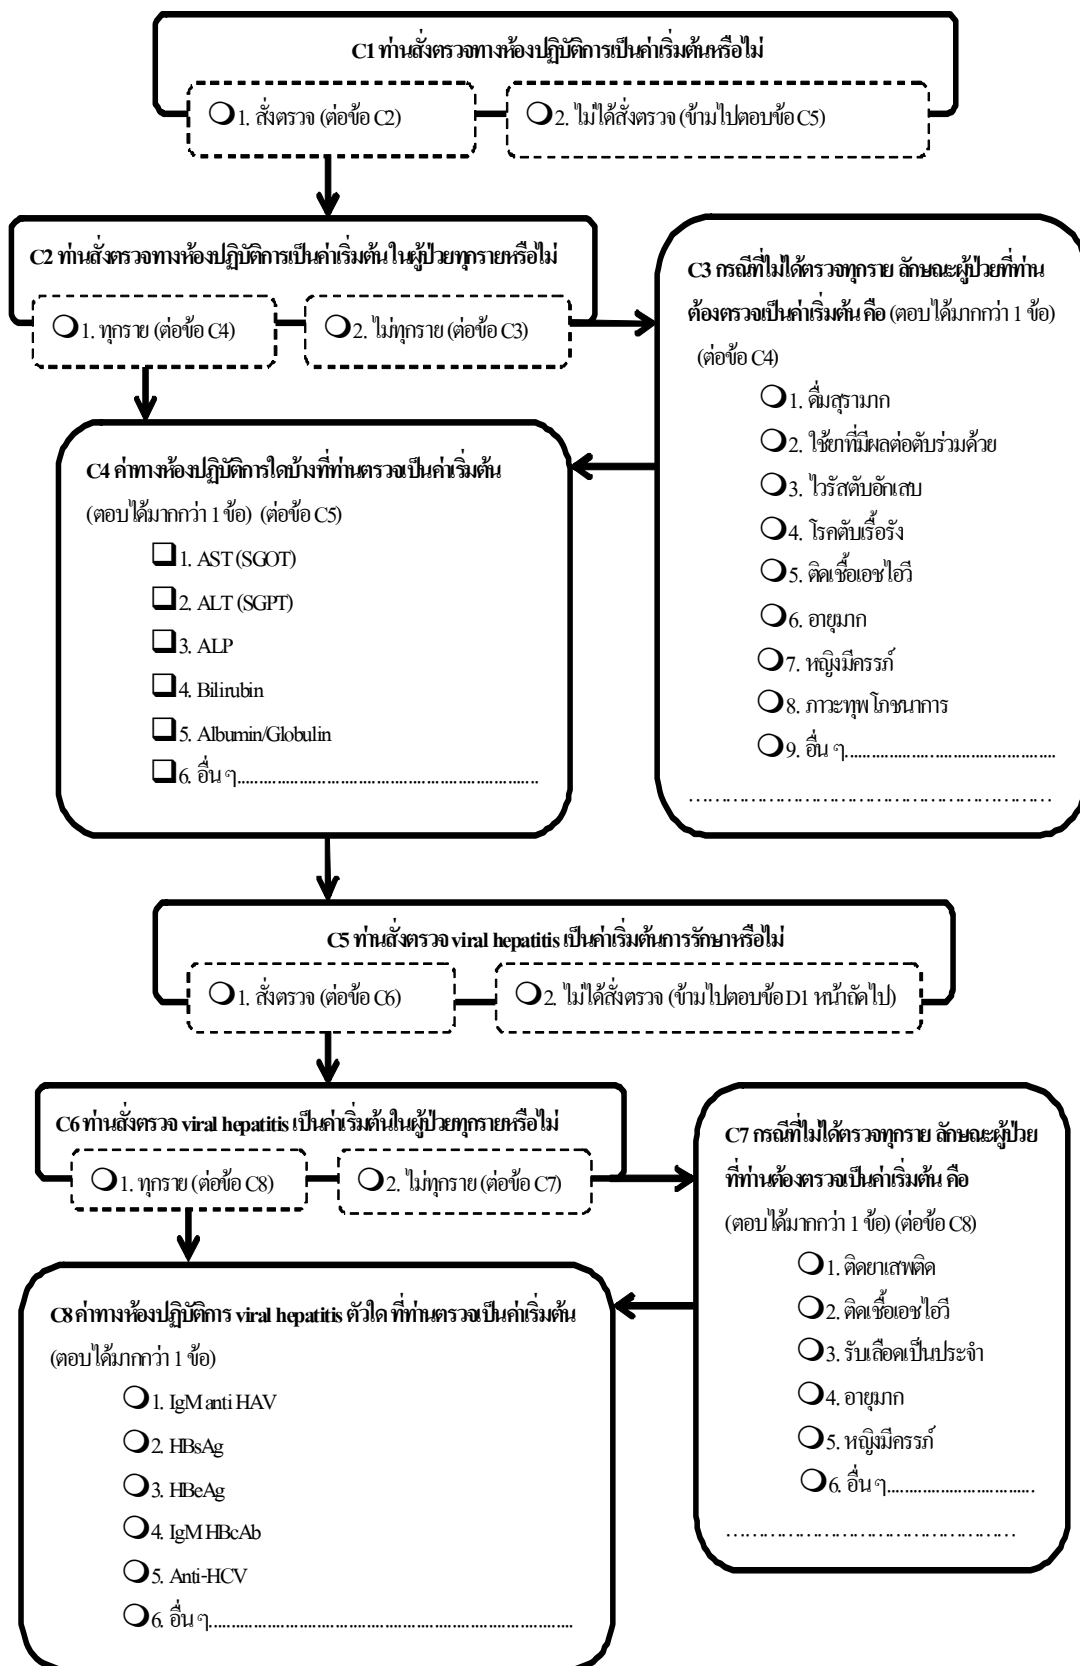 C1 ท่านสั่งตรวจทางห้องปฏิบัติการเป็นค่าเริ่มต้นหรือไม่
1. สั่งตรวจ (ต่อข้อ C2)
2. ไม่ได้สั่งตรวจ (ข้ามไปตอบข้อ C5)
C2 ท่านสั่งตรวจทางห้องปฏิบัติการเป็นค่าเริ่มต้น ในผู้ป่วยทุกรายหรือไม่
1. ทุกราย (ต่อข้อ C4)
2. ไม่ทุกราย (ต่อข้อ C3)
C3 กรณีที่ไม่ได้ตรวจทุกราย ลักษณะผู้ป่วยที่ท่าน
ต้องตรวจเป็นค่าเริ่มต้น คือ (ตอบได้มากกว่า 1 ข้อ)
(ต่อข้อ C4)
1. ดื่มสุรามาก
2. ใช้ยาที่มีผลต่อตับร่วมด้วย
3. ไวรัสตับอักเสบ
4. โรคตับเรื้อรัง
5. ติดเชื้อเอชไอวี
6. อายุมาก
7. หญิงมีครรภ์
8. ภาวะทุพโภชนาการ
9. อื่น ๆ..........................................
................................................................
C4 ค่าทางห้องปฏิบัติการใดบ้างที่ท่านตรวจเป็นค่าเริ่มต้น
(ตอบได้มากกว่า 1 ข้อ) (ต่อข้อ C5)
1. AST (SGOT)
2. ALT (SGPT)
3. ALP
4. Bilirubin
5. Albumin/Globulin
6. อื่น ๆ............................................................
C5 ท่านสั่งตรวจ viral hepatitis เป็นค่าเริ่มต้นการรักษาหรือไม่
1. สั่งตรวจ (ต่อข้อ C6)
2. ไม่ได้สั่งตรวจ (ข้ามไปตอบข้อ D1 หน้าถัดไป)
C6 ท่านสั่งตรวจ viral hepatitis เป็นค่าเริ่มต้นในผู้ป่วยทุกรายหรือไม่
1. ทุกราย (ต่อข้อ C8)
2. ไม่ทุกราย (ต่อข้อ C7)
C7 กรณีที่ไม่ได้ตรวจทุกราย ลักษณะผู้ป่วย
ที่ท่านต้องตรวจเป็นค่าเริ่มต้น คือ
(ตอบได้มากกว่า 1 ข้อ) (ต่อข้อ C8)
1. ติดยาเสพติด
2. ติดเชื้อเอชไอวี
3. รับเลือดเป็นประจำ
4. อายุมาก
5. หญิงมีครรภ์
6. อื่น ๆ................................
...................................................
C8 ค่าทางห้องปฏิบัติการ viral hepatitis ตัวใด ที่ท่านตรวจเป็นค่าเริ่มต้น
(ตอบได้มากกว่า 1 ข้อ)
1. IgM anti HAV
2. HBsAg
3. HBeAg
4. IgM HBcAb
5. Anti-HCV
6. อื่น ๆ........................................................................